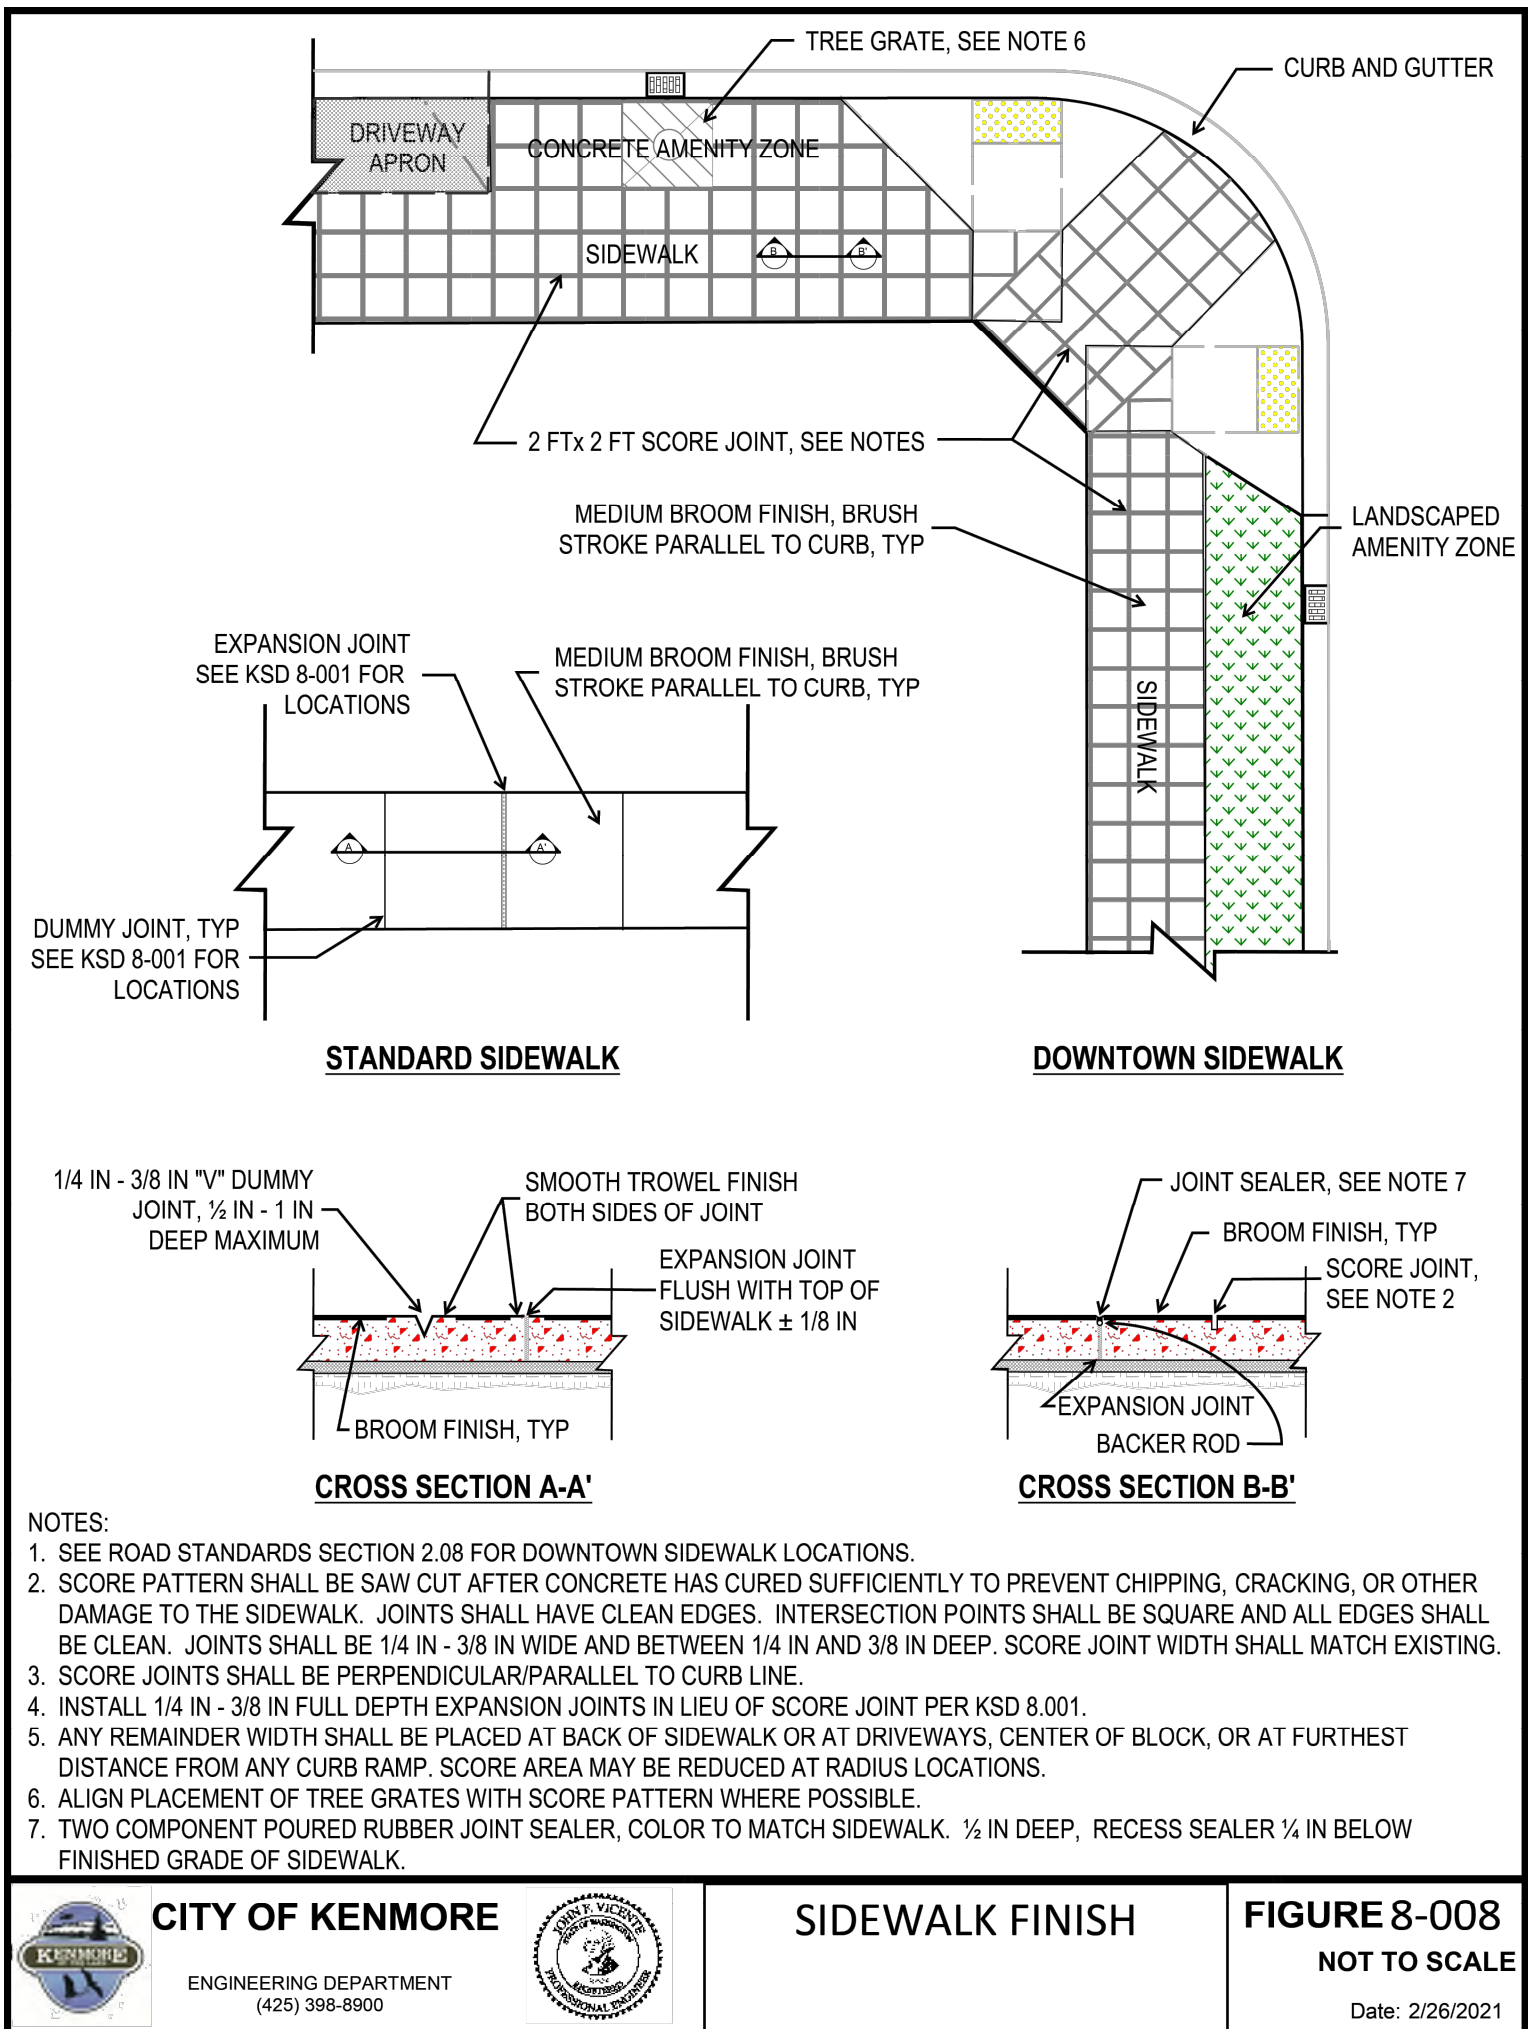 TREE GRATE, SEE NOTE 6
CURB AND GUTTER
DRIVEWAY
APRON
CONCRETE AMENITY ZONE
SIDEWALK
B
B'
2 FTx 2 FT SCORE JOINT, SEE NOTES
MEDIUM BROOM FINISH, BRUSH
STROKE PARALLEL TO CURB, TYP
LANDSCAPED
AMENITY ZONE
SIDEWALK
EXPANSION JOINT
SEE KSD 8-001 FOR
LOCATIONS
MEDIUM BROOM FINISH, BRUSH
STROKE PARALLEL TO CURB, TYP
A
A'
DUMMY JOINT, TYP
SEE KSD 8-001 FOR
LOCATIONS
STANDARD SIDEWALK
DOWNTOWN SIDEWALK
1/4 IN - 3/8 IN "V" DUMMY
JOINT, ½ IN - 1 IN
DEEP MAXIMUM
SMOOTH TROWEL FINISH
BOTH SIDES OF JOINT
EXPANSION JOINT
FLUSH WITH TOP OF
SIDEWALK ± 1/8 IN
BROOM FINISH, TYP
CROSS SECTION A-A'
JOINT SEALER, SEE NOTE 7
BROOM FINISH, TYP
SCORE JOINT,
SEE NOTE 2
EXPANSION JOINT
BACKER ROD
CROSS SECTION B-B'
NOTES:
1. SEE ROAD STANDARDS SECTION 2.08 FOR DOWNTOWN SIDEWALK LOCATIONS.
2. SCORE PATTERN SHALL BE SAW CUT AFTER CONCRETE HAS CURED SUFFICIENTLY TO PREVENT CHIPPING, CRACKING, OR OTHER
DAMAGE TO THE SIDEWALK. JOINTS SHALL HAVE CLEAN EDGES. INTERSECTION POINTS SHALL BE SQUARE AND ALL EDGES SHALL
BE CLEAN. JOINTS SHALL BE 1/4 IN - 3/8 IN WIDE AND BETWEEN 1/4 IN AND 3/8 IN DEEP. SCORE JOINT WIDTH SHALL MATCH EXISTING.
3. SCORE JOINTS SHALL BE PERPENDICULAR/PARALLEL TO CURB LINE.
4. INSTALL 1/4 IN - 3/8 IN FULL DEPTH EXPANSION JOINTS IN LIEU OF SCORE JOINT PER KSD 8.001.
5. ANY REMAINDER WIDTH SHALL BE PLACED AT BACK OF SIDEWALK OR AT DRIVEWAYS, CENTER OF BLOCK, OR AT FURTHEST
DISTANCE FROM ANY CURB RAMP. SCORE AREA MAY BE REDUCED AT RADIUS LOCATIONS.
6. ALIGN PLACEMENT OF TREE GRATES WITH SCORE PATTERN WHERE POSSIBLE.
7. TWO COMPONENT POURED RUBBER JOINT SEALER, COLOR TO MATCH SIDEWALK. ½ IN DEEP, RECESS SEALER ¼ IN BELOW
FINISHED GRADE OF SIDEWALK.
KENMORE
CITY OF KENMORE
ENGINEERING DEPARTMENT
(425) 398-8900
JOHN F. VICENTE
STATE OF WASHINGTON
REGISTERED
PROFESSIONAL ENGINEER
SIDEWALK FINISH
FIGURE 8-008
NOT TO SCALE
Date: 2/26/2021